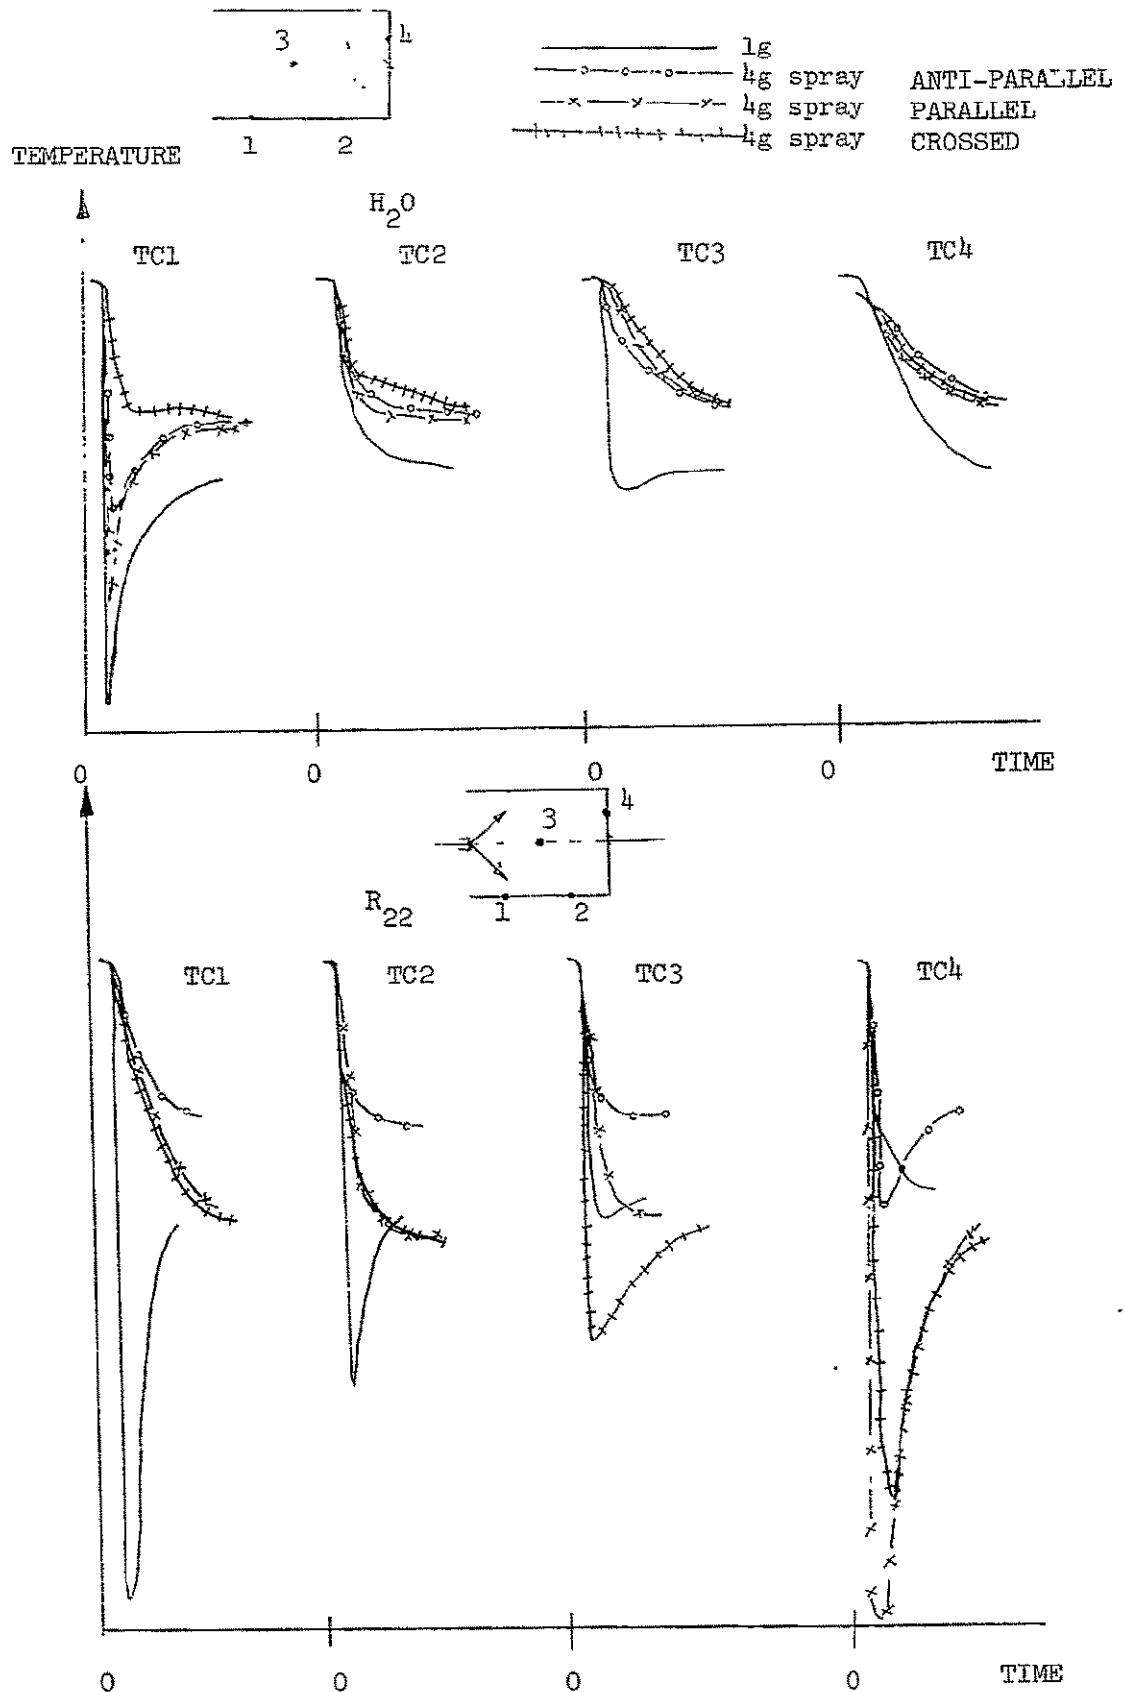 3 4
1 2
1g
4g spray ANTI-PARALLEL
4g spray PARALLEL
4g spray CROSSED
TEMPERATURE
H2O
TC1 TC2 TC3 TC4
0 0 0 0 TIME
3 4
1 2
R22
TC1 TC2 TC3 TC4
0 0 0 0 TIME